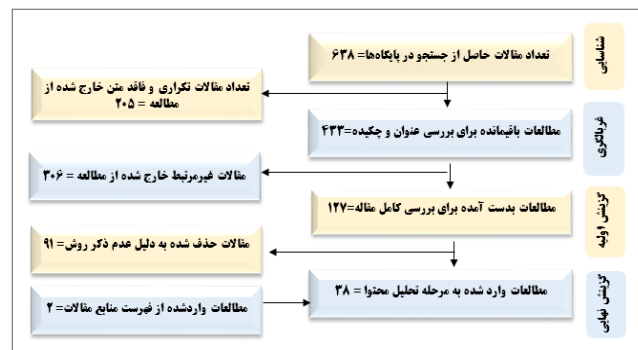 شناسایی
تعداد مقالات حاصل از جستجو در پایگاه‌ها= ۶۳۸
تعداد مقالات تکراری و فاقد متن خارج شده از
مطالعه = ۲۰۵
غربالگری
مطالعات باقیمانده برای بررسی عنوان و چکیده=۴۳۳
مقالات غیرمرتبط خارج شده از مطالعه = ۳۰۶
گزینش اولیه
مطالعات بدست آمده برای بررسی کامل مقاله=۱۲۷
مقالات حذف شده به دلیل عدم ذکر روش= ۹۱
گزینش نهایی
مطالعات وارد شده به مرحله تحلیل محتوا = ۳۸
مطالعات واردشده از فهرست منابع مقالات= ۲